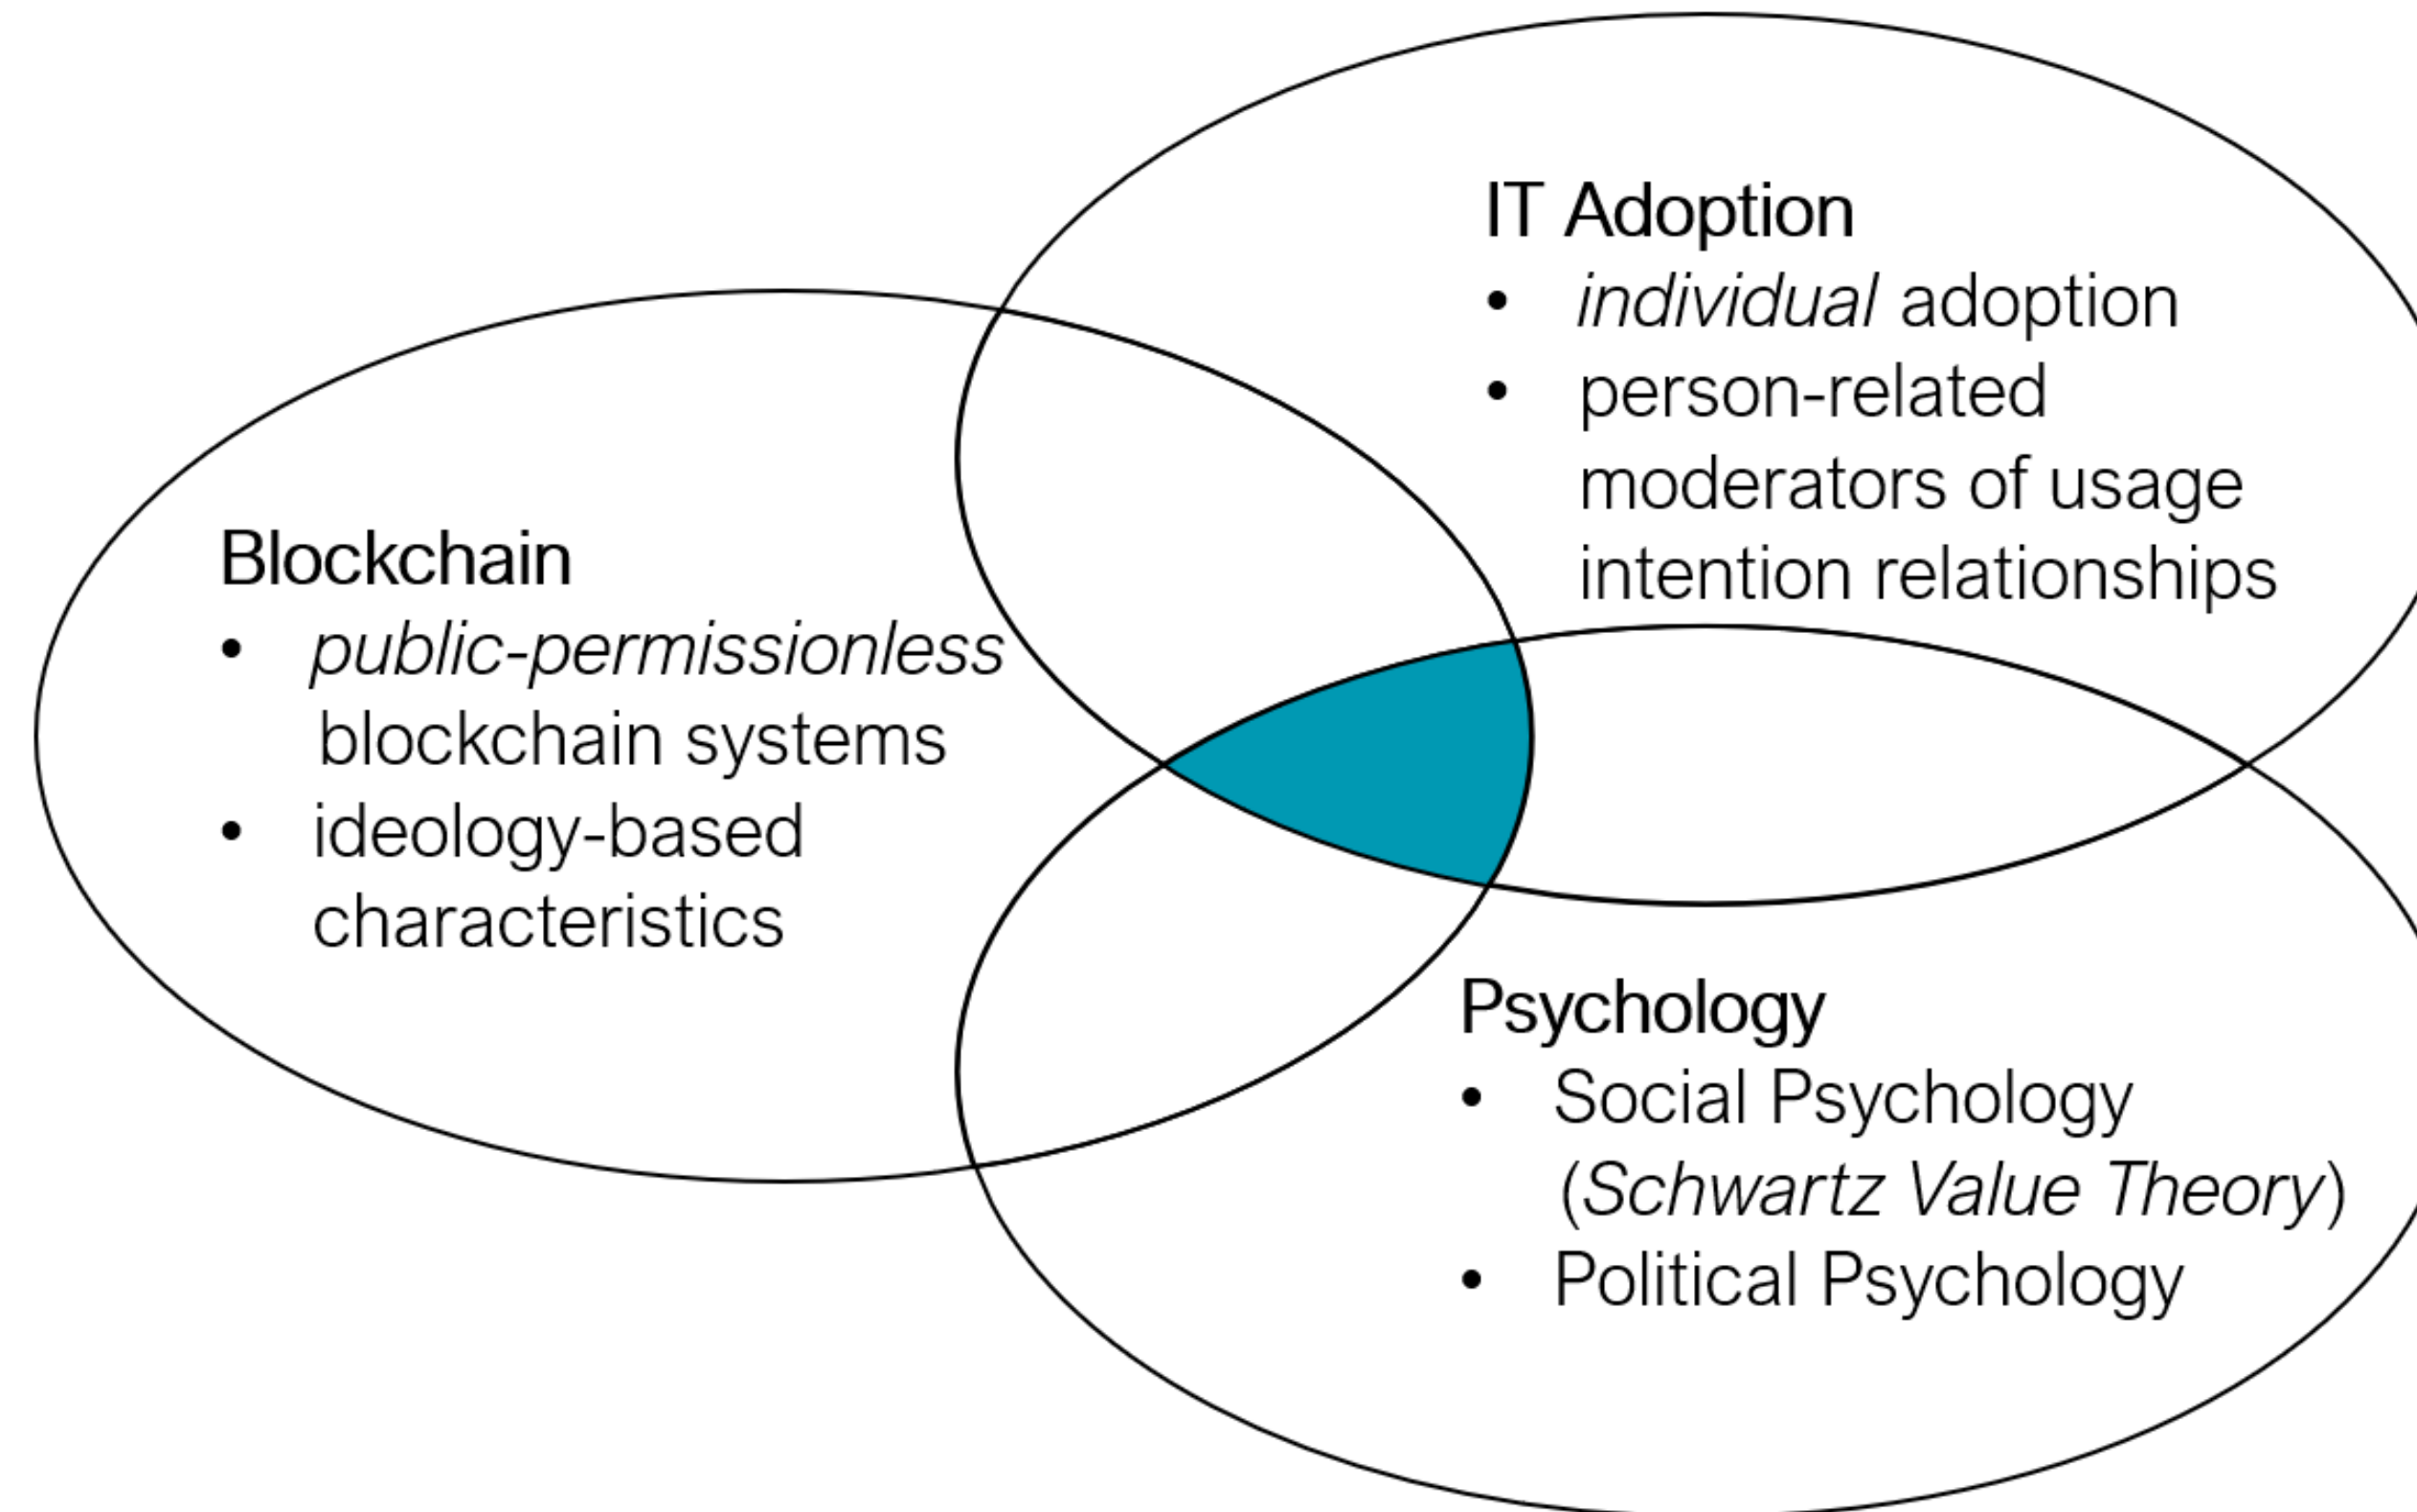 IT Adoption
• individual adoption
• person-related
moderators of usage
intention relationships
Blockchain
• public-permissionless
blockchain systems
• ideology-based
characteristics
Psychology
• Social Psychology
(Schwartz Value Theory)
• Political Psychology